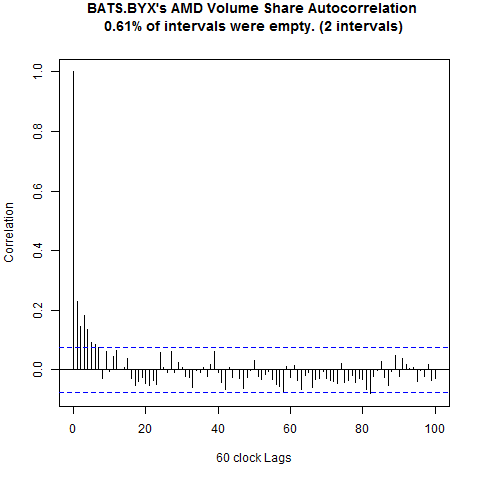 BATS.BYX's AMD Volume Share Autocorrelation
0.61% of intervals were empty. (2 intervals)
1.0
0.8
0.6
0.4
0.2
0.0
Correlation
0 20 40 60 80 100
60 clock Lags